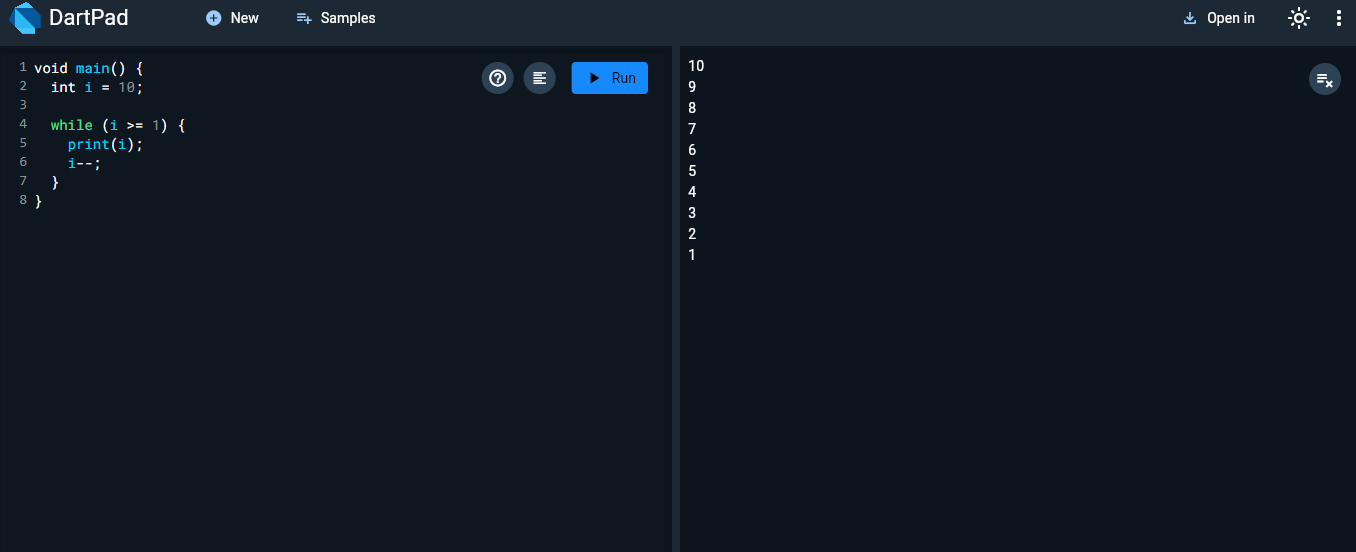 DartPad New Samples Open in
1 void main() {
2   int i = 10;
3
4   while (i >= 1) {
5     print(i);
6     i--;
7   }
8 }
Run
10
9
8
7
6
5
4
3
2
1